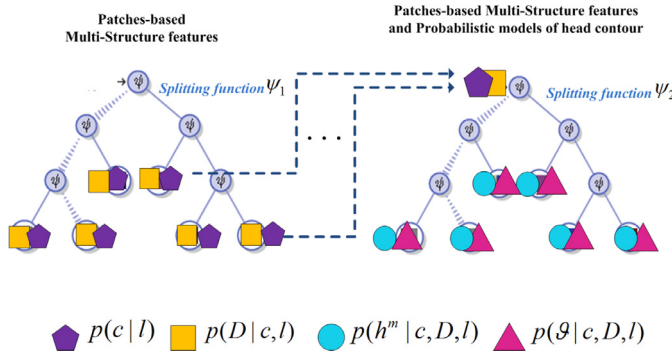 Patches-based
Multi-Structure features
Patches-based Multi-Structure features
and Probabilistic models of head contour
Splitting function ψ₁
Splitting function ψ₂
ψ
ψ
ψ
ψ
ψ
ψ
ψ
ψ
ψ
ψ
. . .
p(c | l)
p(D | c, l)
p(hᵐ | c, D, l)
p(ϑ | c, D, l)